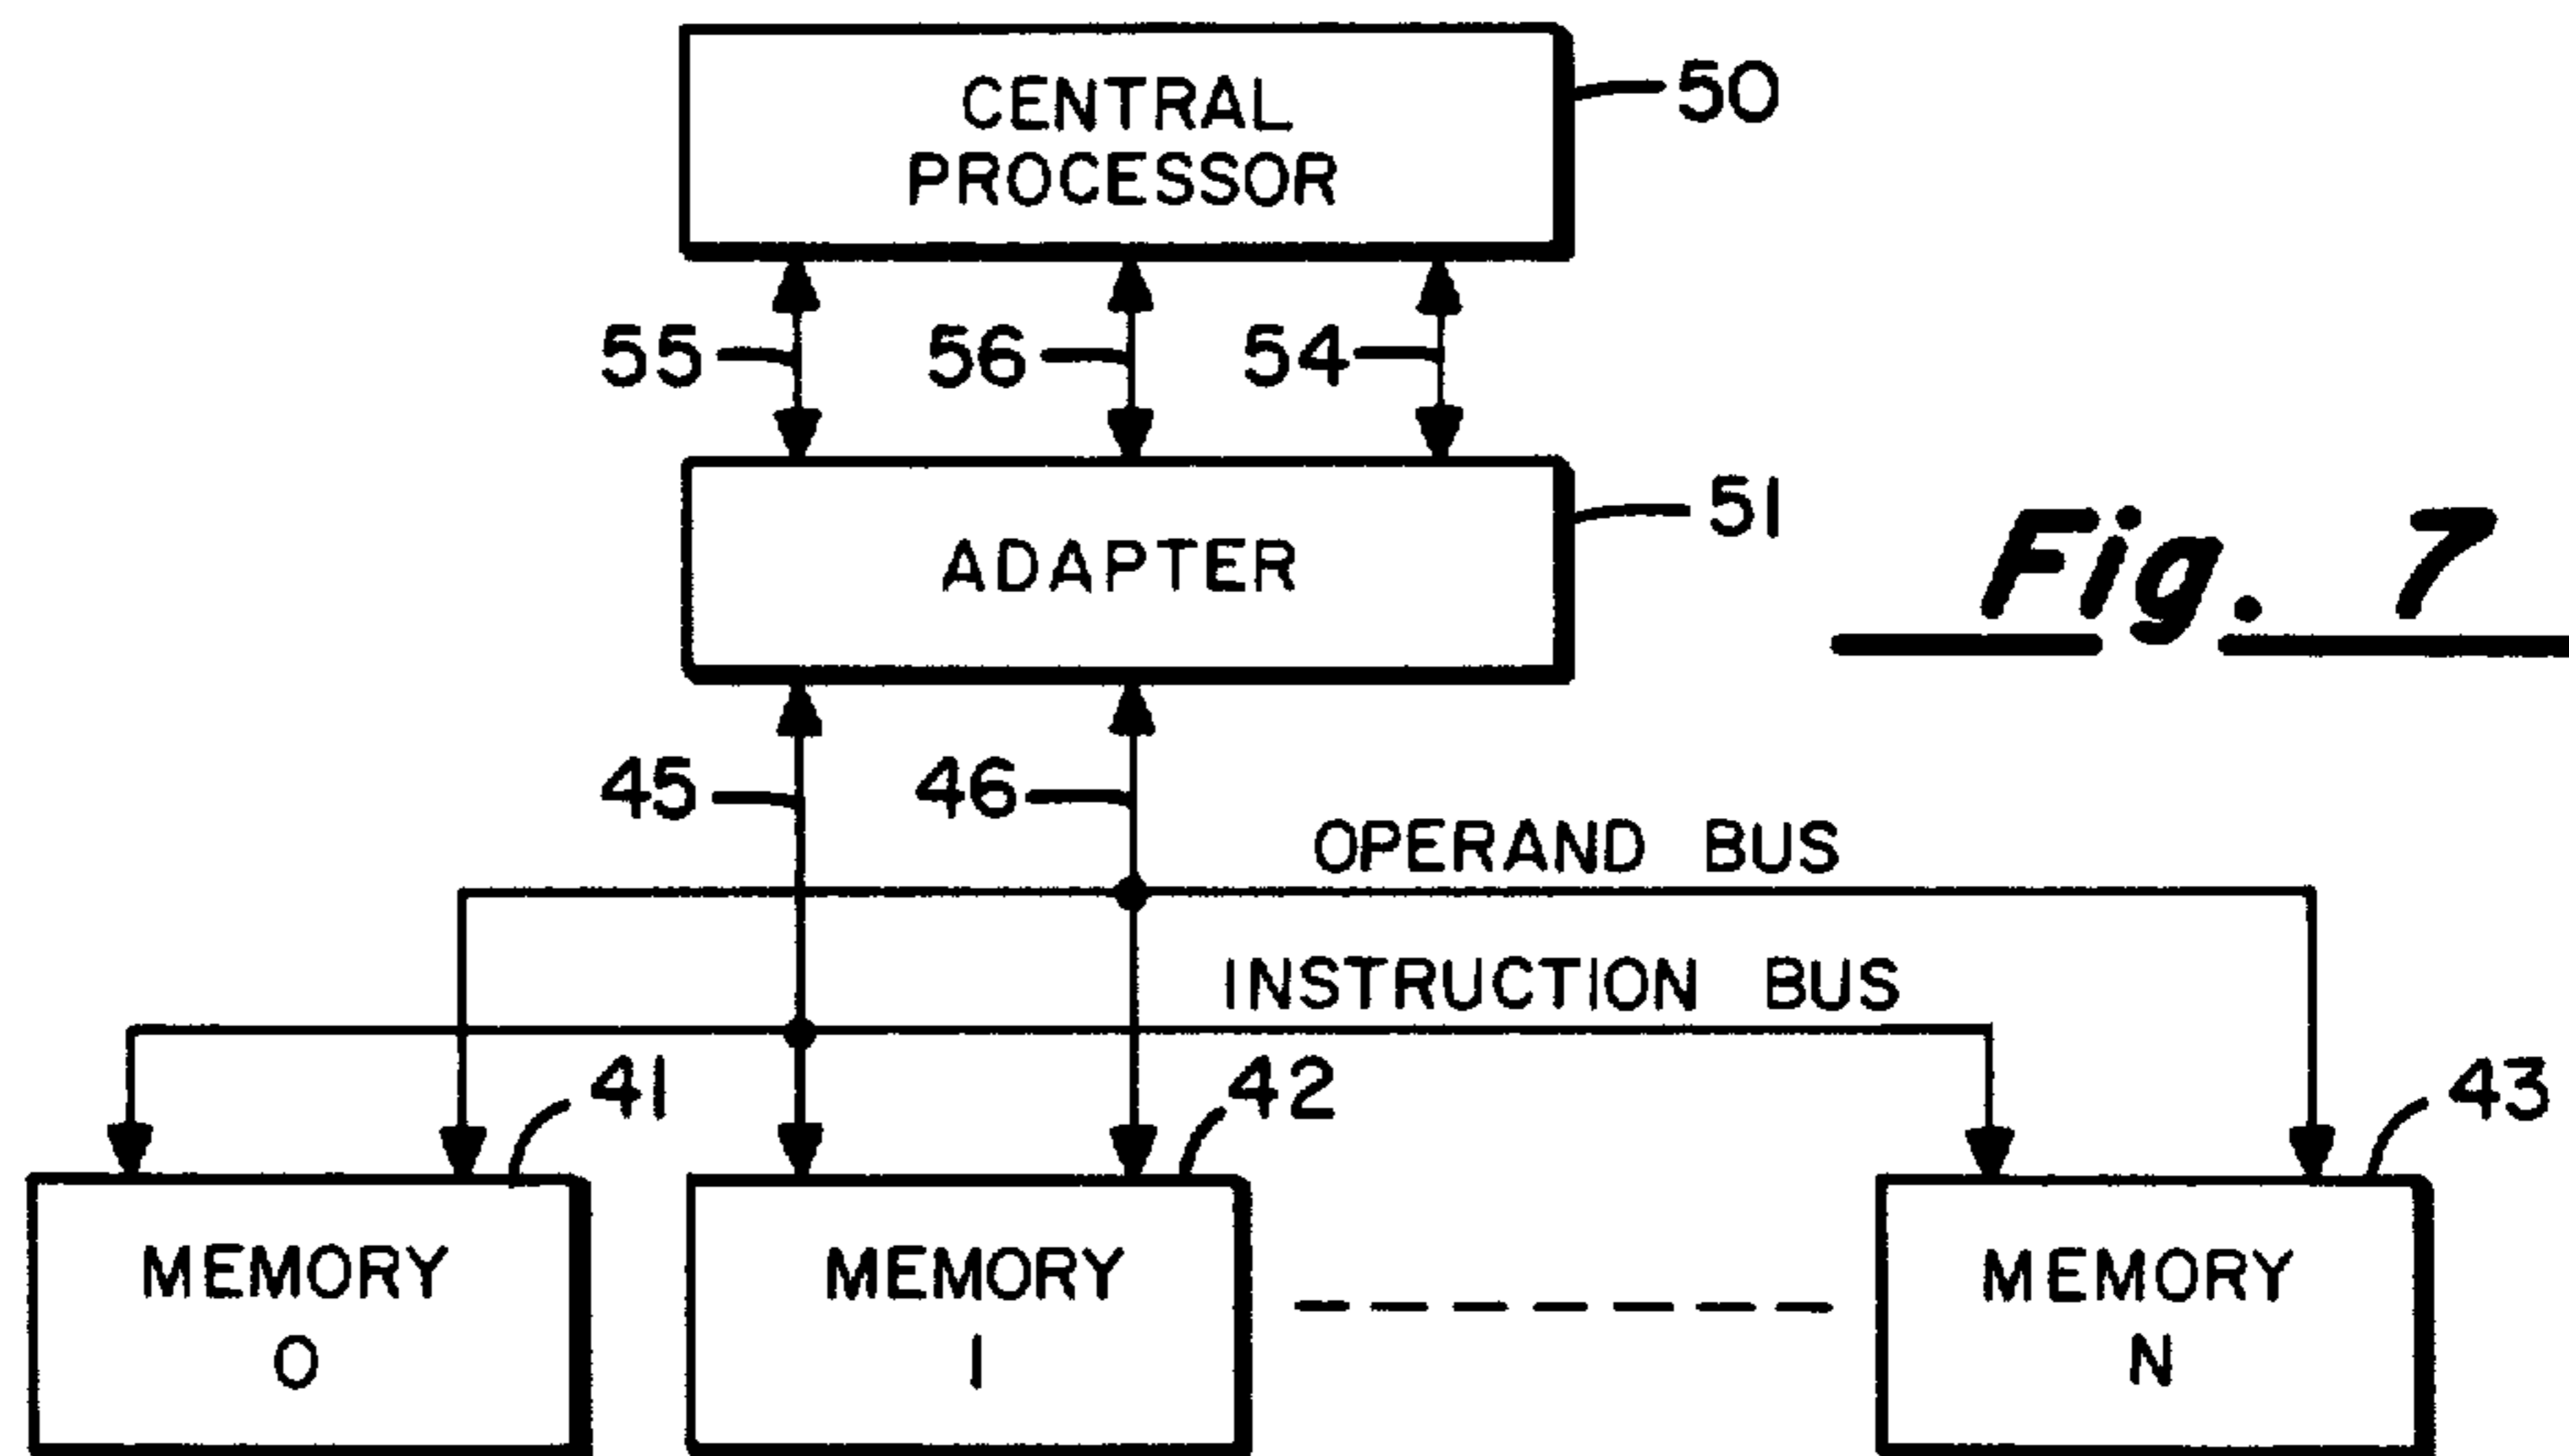 CENTRAL
PROCESSOR
50
55
56
54
ADAPTER
51
Fig. 7
45
46
OPERAND BUS
INSTRUCTION BUS
41
42
43
MEMORY
0
MEMORY
1
MEMORY
N